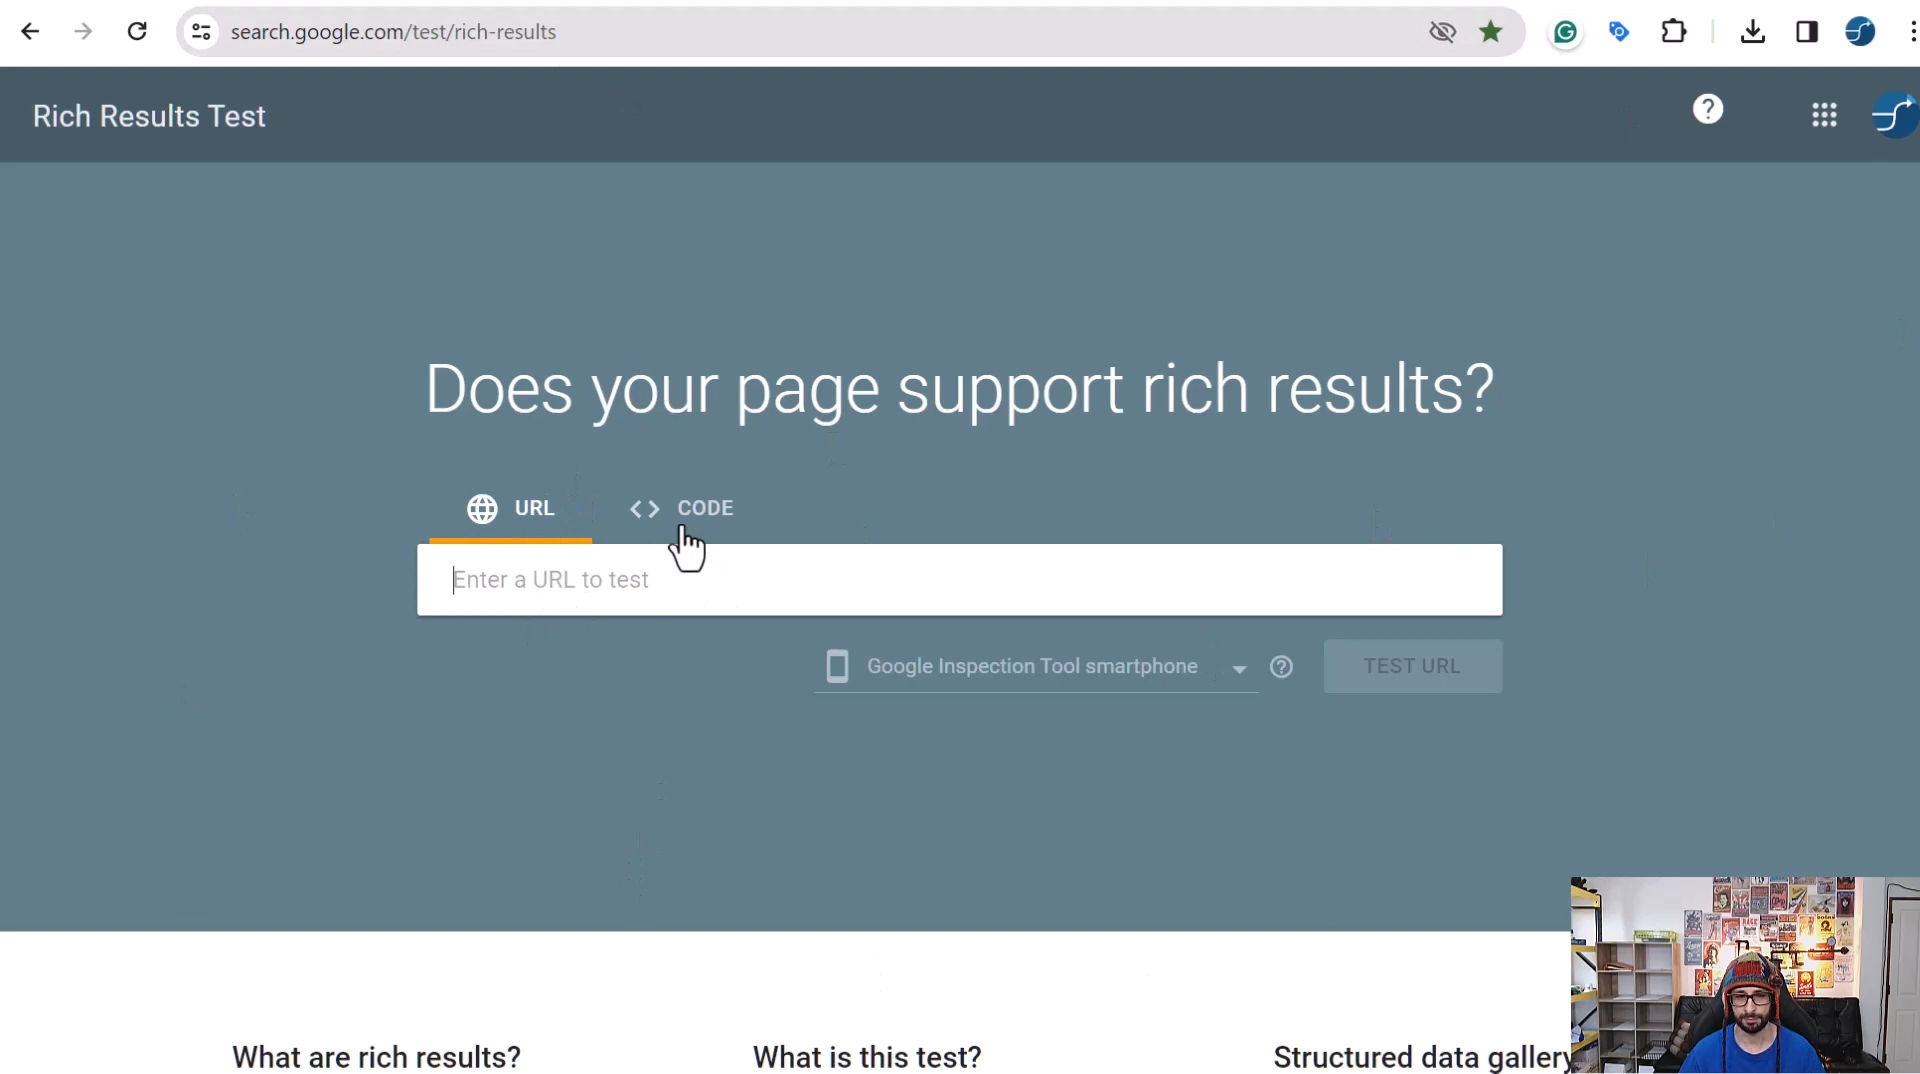 search.google.com/test/rich-results
Rich Results Test
Does your page support rich results?
URL
CODE
Enter a URL to test
Google Inspection Tool smartphone
TEST URL
What are rich results?
What is this test?
Structured data gallery